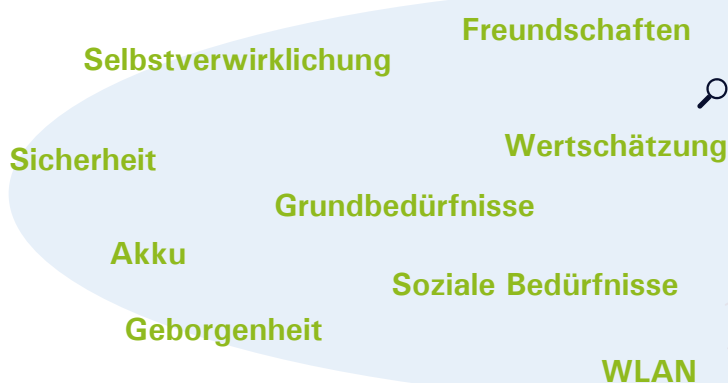 Freundschaften
Selbstverwirklichung
Wertschätzung
Sicherheit
Grundbedürfnisse
Akku
Soziale Bedürfnisse
Geborgenheit
WLAN